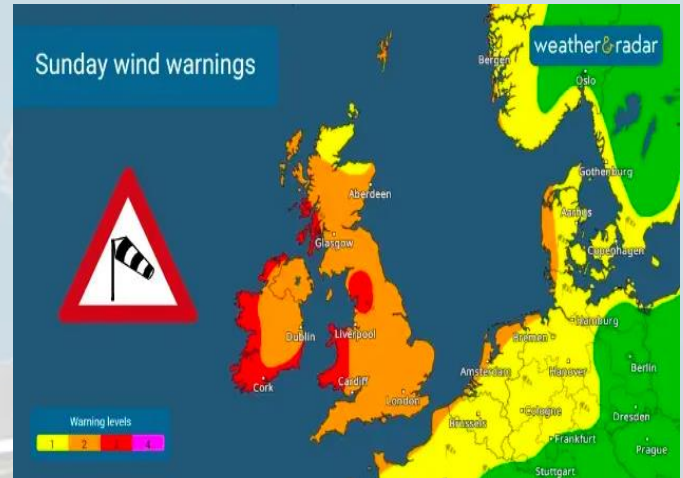 Sunday wind warnings
weather&radar
Bergen
Oslo
Gothenburg
Aberdeen
Aarhus
Glasgow
Copenhagen
Dublin
Liverpool
Hamburg
Bremen
Berlin
Cork
Cardiff
Amsterdam
Hanover
London
Dresden
Brussels
Cologne
Frankfurt
Prague
Stuttgart
Warning levels
1 2 3 4